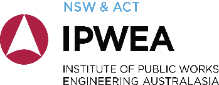 NSW & ACT
IPWEA
INSTITUTE OF PUBLIC WORKS
ENGINEERING AUSTRALASIA